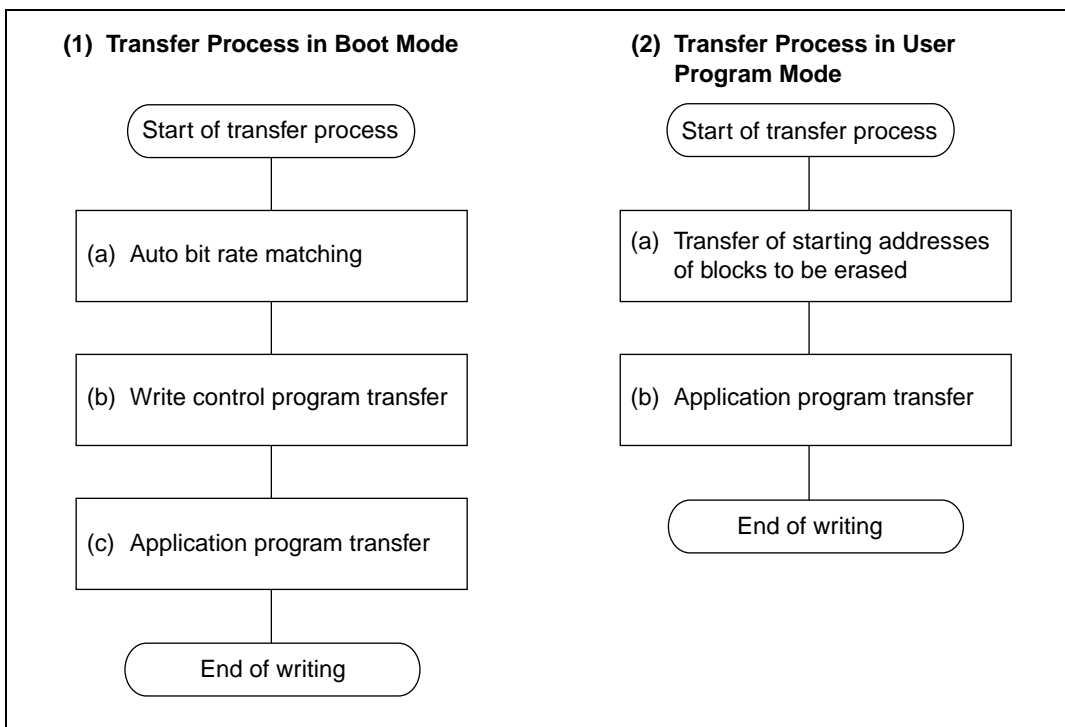 (1) Transfer Process in Boot Mode
Start of transfer process
(a) Auto bit rate matching
(b) Write control program transfer
(c) Application program transfer
End of writing
(2) Transfer Process in User
Program Mode
Start of transfer process
(a) Transfer of starting addresses
of blocks to be erased
(b) Application program transfer
End of writing